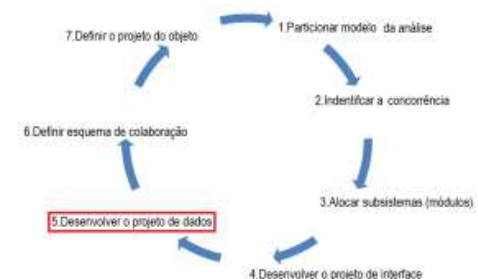 1.Particionar modelo da análise
2.Indentifcar a concorrência
3.Alocar subsistemas (módulos)
4.Desenvolver o projeto de interface
5.Desenvolver o projeto de dados
6.Definir esquema de colaboração
7.Definir o projeto do objeto